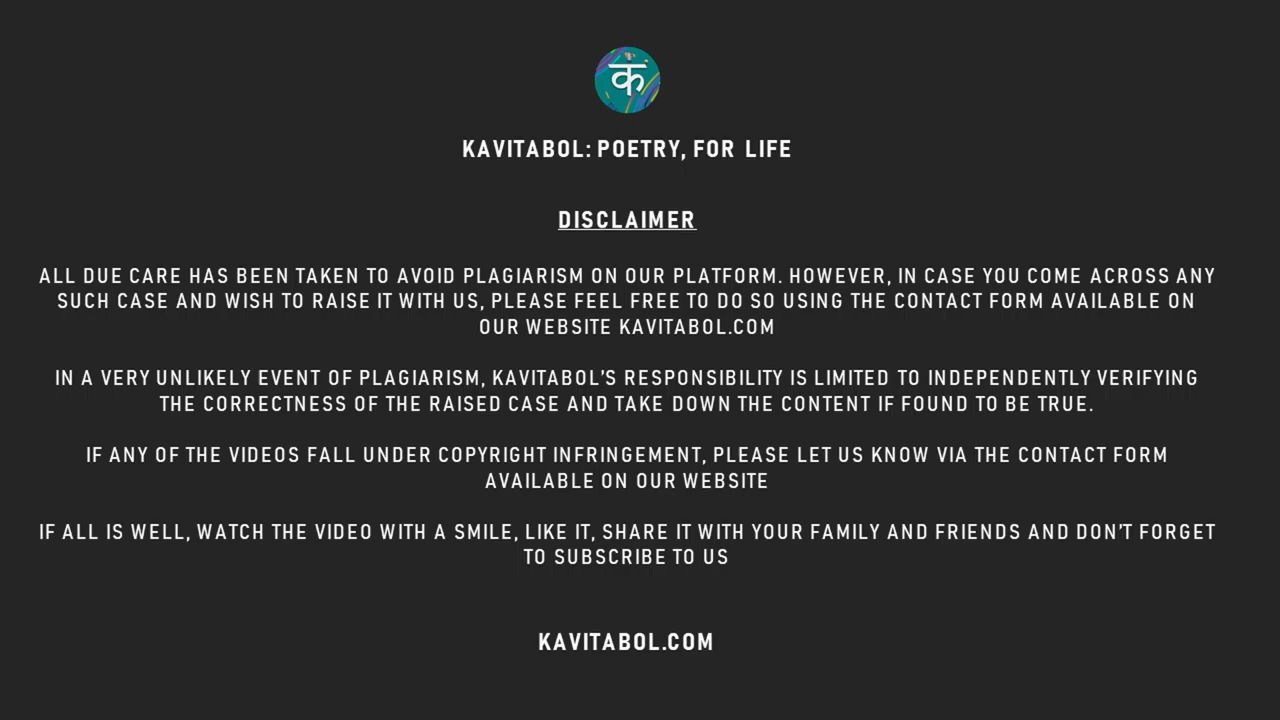 क
KAVITABOL: POETRY, FOR LIFE
DISCLAIMER
ALL DUE CARE HAS BEEN TAKEN TO AVOID PLAGIARISM ON OUR PLATFORM. HOWEVER, IN CASE YOU COME ACROSS ANY
SUCH CASE AND WISH TO RAISE IT WITH US, PLEASE FEEL FREE TO DO SO USING THE CONTACT FORM AVAILABLE ON
OUR WEBSITE KAVITABOL.COM
IN A VERY UNLIKELY EVENT OF PLAGIARISM, KAVITABOL’S RESPONSIBILITY IS LIMITED TO INDEPENDENTLY VERIFYING
THE CORRECTNESS OF THE RAISED CASE AND TAKE DOWN THE CONTENT IF FOUND TO BE TRUE.
IF ANY OF THE VIDEOS FALL UNDER COPYRIGHT INFRINGEMENT, PLEASE LET US KNOW VIA THE CONTACT FORM
AVAILABLE ON OUR WEBSITE
IF ALL IS WELL, WATCH THE VIDEO WITH A SMILE, LIKE IT, SHARE IT WITH YOUR FAMILY AND FRIENDS AND DON’T FORGET
TO SUBSCRIBE TO US
KAVITABOL.COM